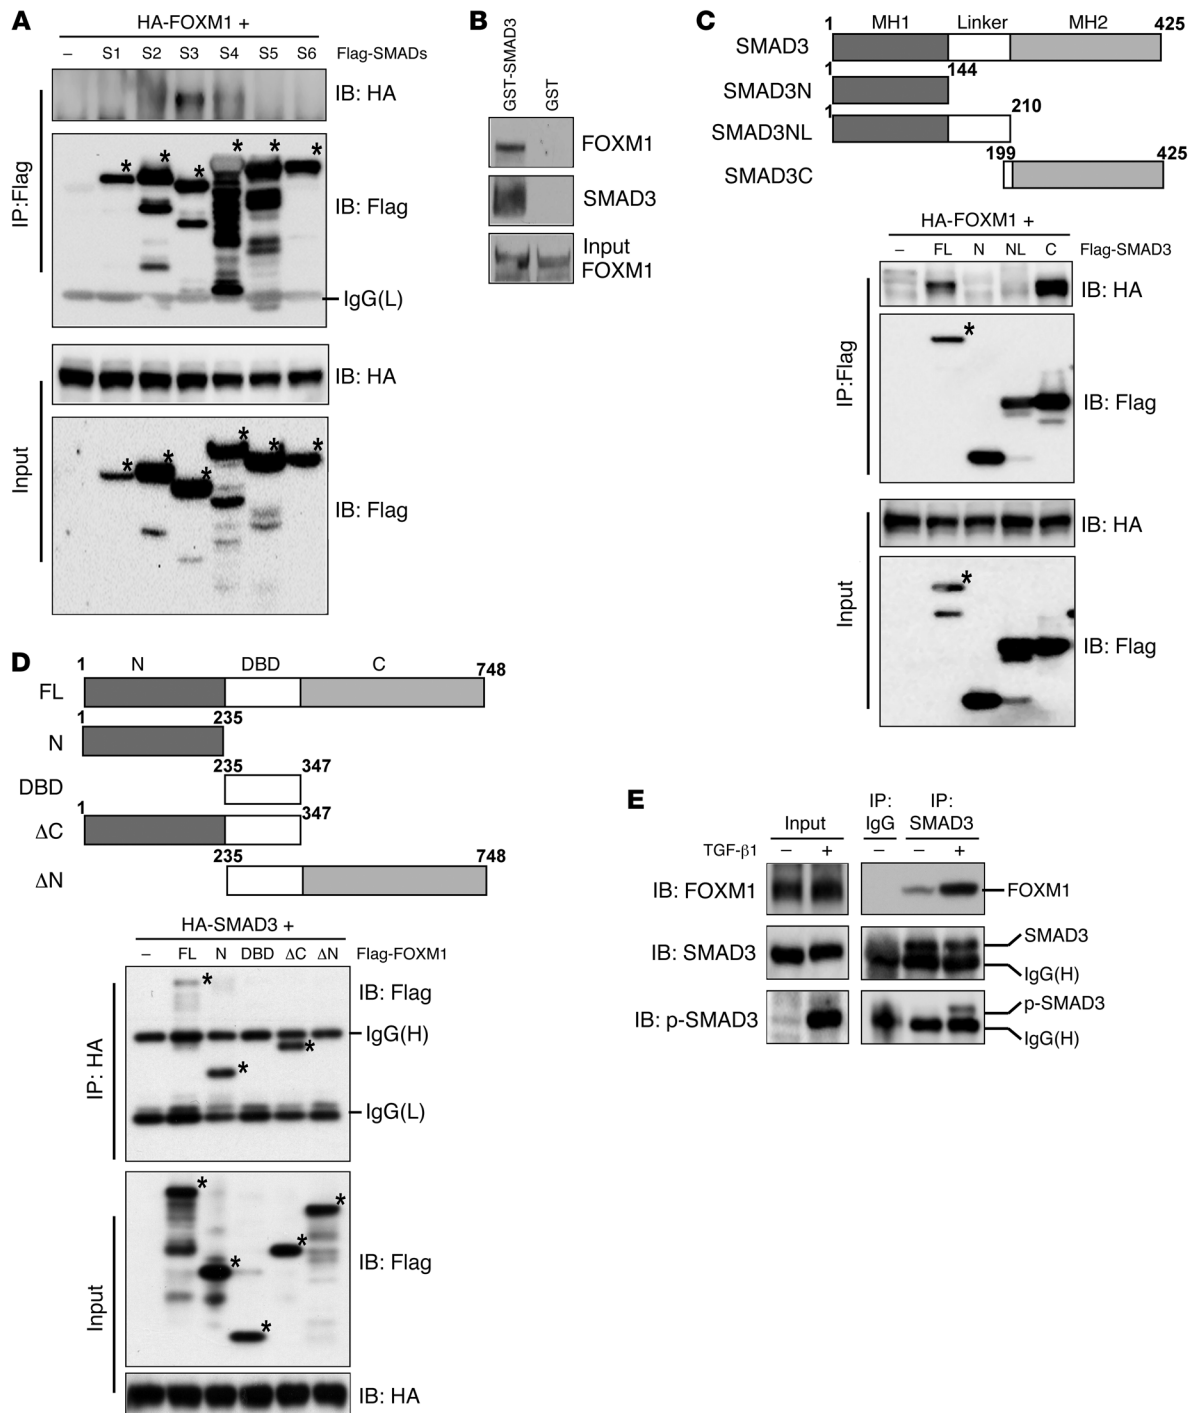 A
HA-FOXM1 +
– S1 S2 S3 S4 S5 S6 Flag-SMADs
IP:Flag
IB: HA
* * * * * *
IB: Flag
IgG(L)
Input
IB: HA
* * * * * *
IB: Flag
B
GST-SMAD3
GST
FOXM1
SMAD3
Input
FOXM1
C
1 MH1 Linker MH2 425
SMAD3
1 144
SMAD3N
1 210
SMAD3NL
199 425
SMAD3C
HA-FOXM1 +
– FL N NL C Flag-SMAD3
IP:Flag
IB: HA
*
IB: Flag
Input
IB: HA
*
IB: Flag
D
1 N DBD C 748
FL
1 235
N
235 347
DBD
1 347
ΔC
235 748
ΔN
HA-SMAD3 +
– FL N DBD ΔC ΔN Flag-FOXM1
IP: HA
* IB: Flag
IgG(H)
*
*
IgG(L)
Input
* * * * *
IB: Flag
IB: HA
E
Input
IP:
IgG
IP:
SMAD3
TGF-β1 – + – – +
IB: FOXM1 FOXM1
IB: SMAD3 SMAD3
IgG(H)
IB: p-SMAD3 p-SMAD3
IgG(H)